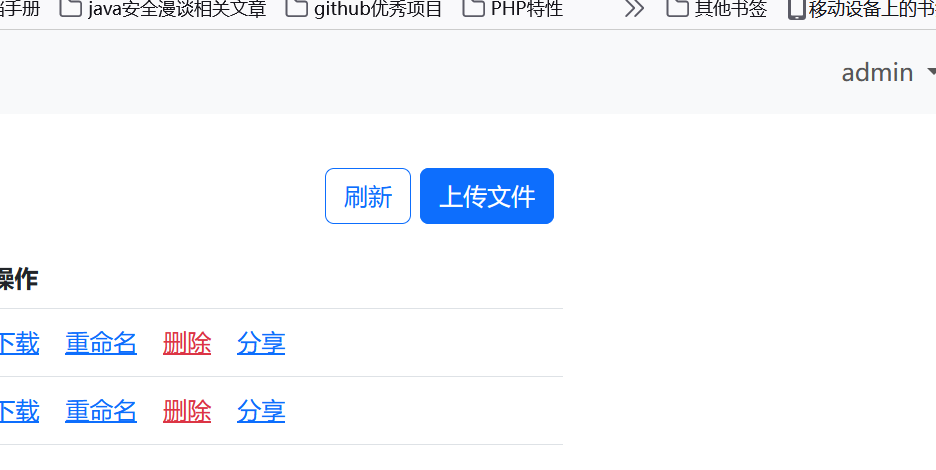 手册 java安全漫谈相关文章 github优秀项目 PHP特性 其他书签 移动设备上的书
admin
刷新 上传文件
操作
下载 重命名 删除 分享
下载 重命名 删除 分享